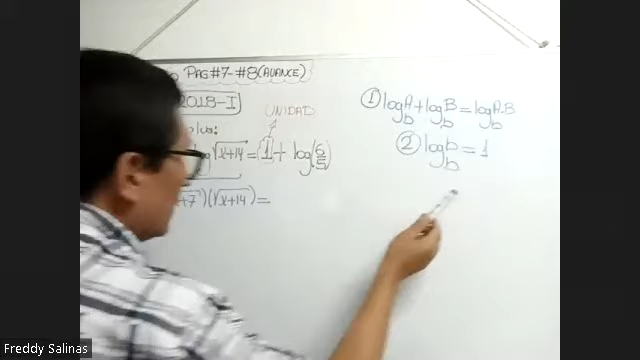 PAG#7-#8(AVANCE)
2018-I
UNIDAD
√x+14 = 1 + log(6/5)
+7)(√x+14) =
① log_b A + log_b B = log_b A.B
② log_b b = 1
Freddy Salinas